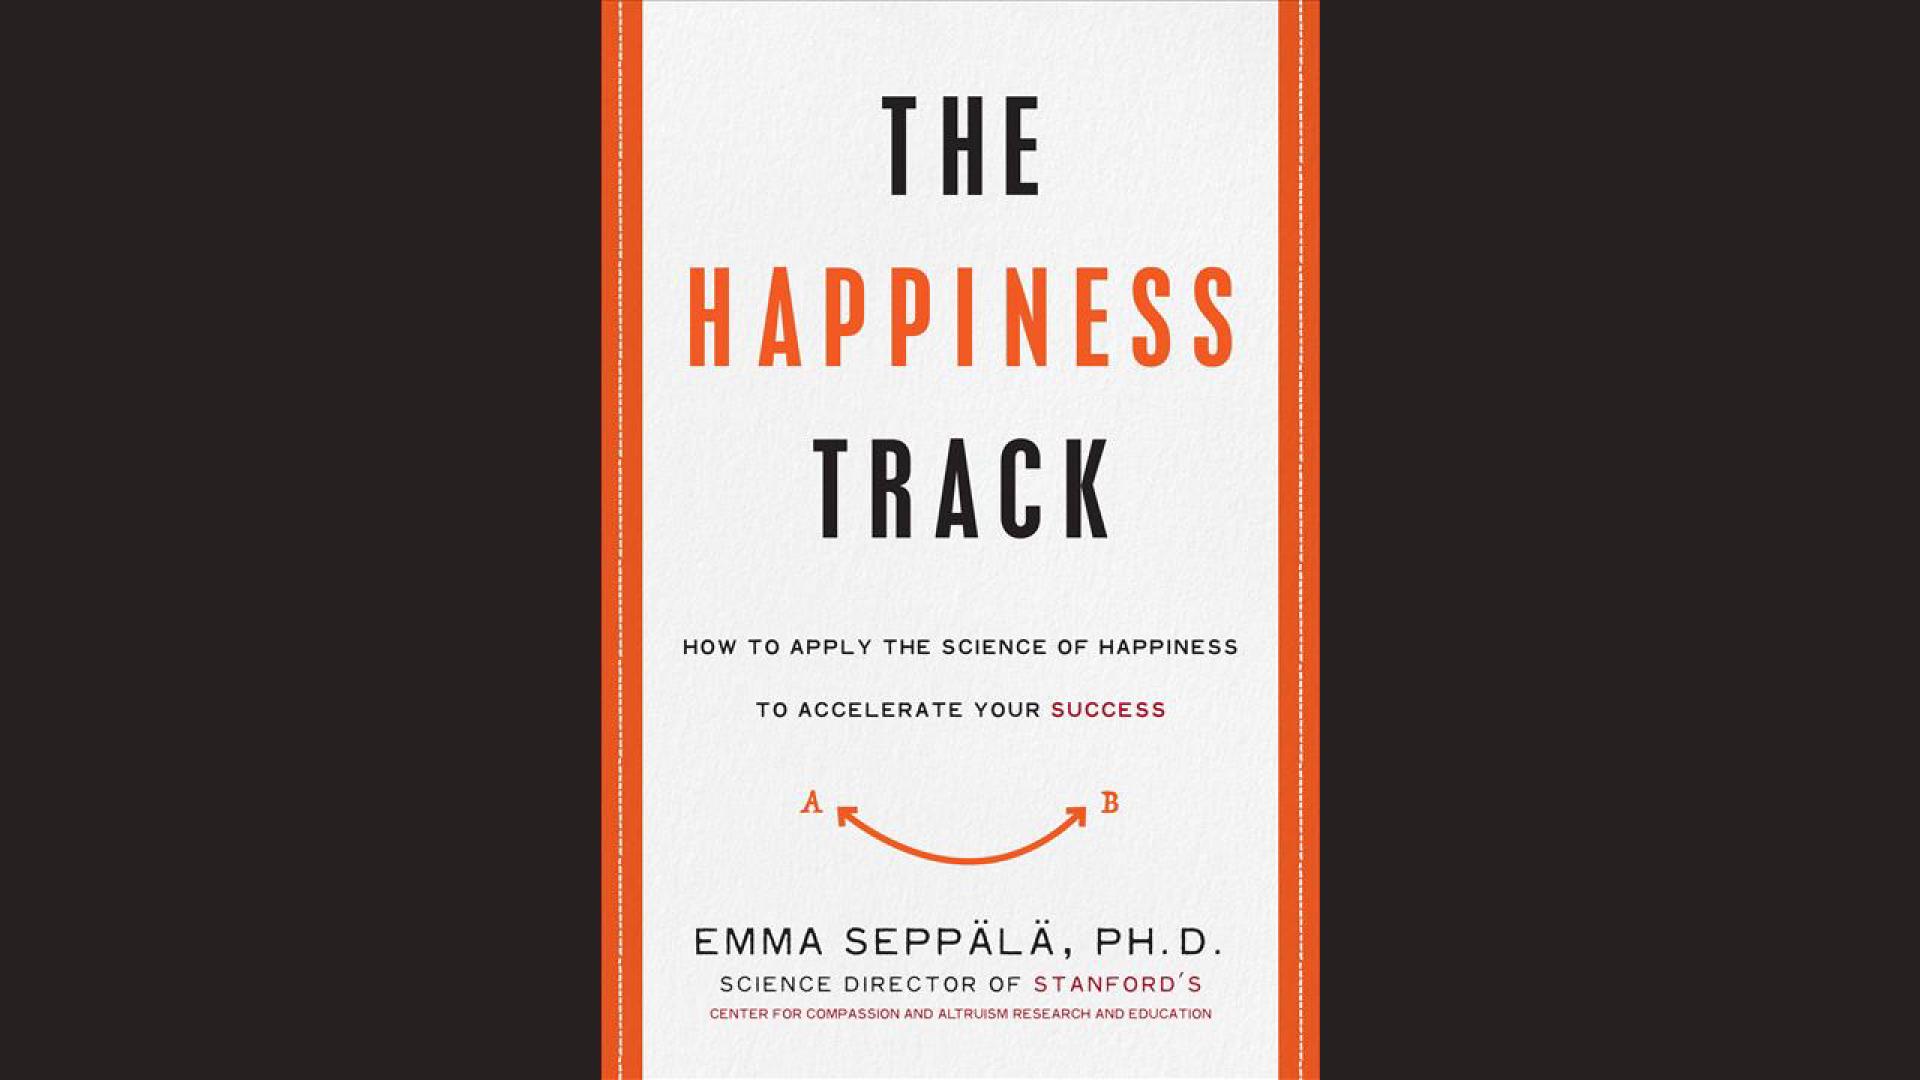 THE
HAPPINESS
TRACK
HOW TO APPLY THE SCIENCE OF HAPPINESS
TO ACCELERATE YOUR SUCCESS
A B
EMMA SEPPÄLÄ, PH.D.
SCIENCE DIRECTOR OF STANFORD'S
CENTER FOR COMPASSION AND ALTRUISM RESEARCH AND EDUCATION